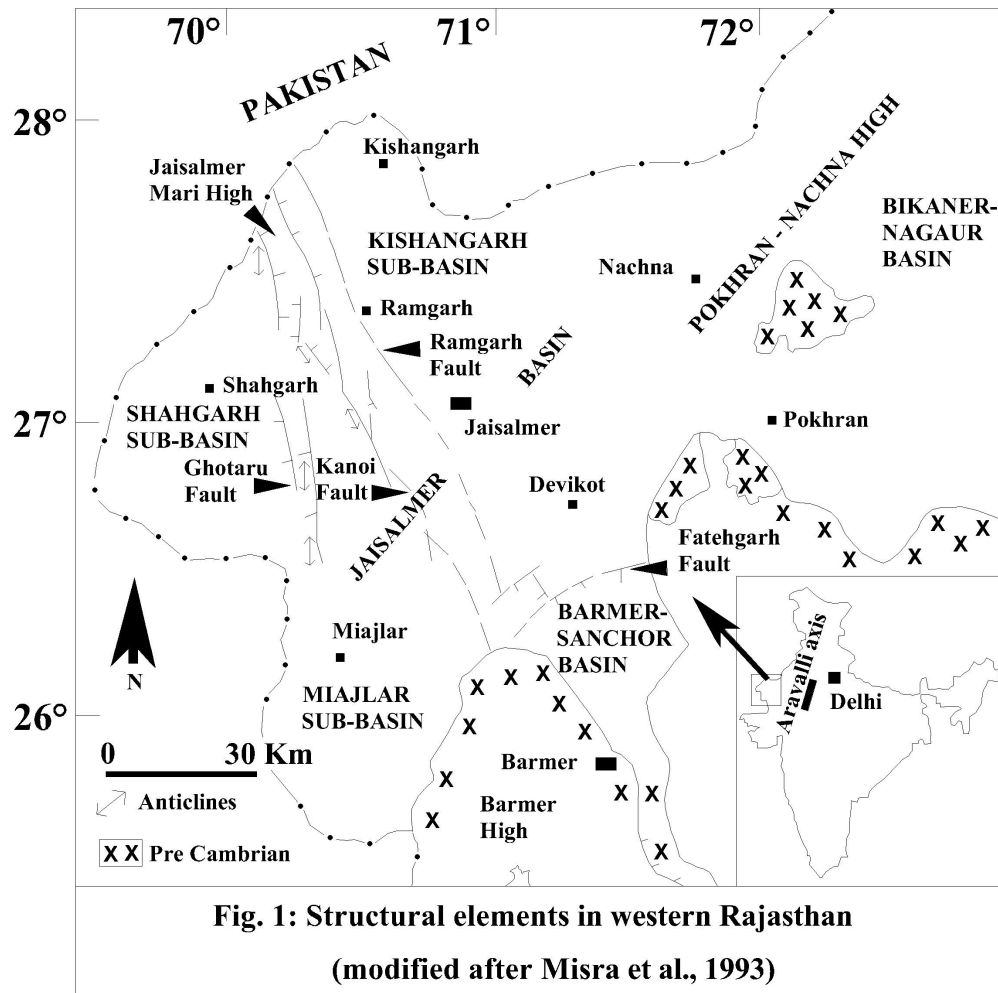 70°
71°
72°
PAKISTAN
28°
Kishangarh
Jaisalmer
Mari High
POKHRAN - NACHNA HIGH
BIKANER-
NAGAUR
BASIN
KISHANGARH
SUB-BASIN
Nachna
Ramgarh
Ramgarh
Fault
BASIN
Shahgarh
SHAHGARH
SUB-BASIN
27°
Jaisalmer
Pokhran
Ghotaru
Fault
Kanoi
Fault
JAISALMER
Devikot
Fatehgarh
Fault
BARMER-
SANCHOR
BASIN
Miajlar
N
MIAJLAR
SUB-BASIN
26°
Aravalli axis
Delhi
0 30 Km
Barmer
Anticlines
Barmer
High
X X Pre Cambrian
Fig. 1: Structural elements in western Rajasthan
(modified after Misra et al., 1993)